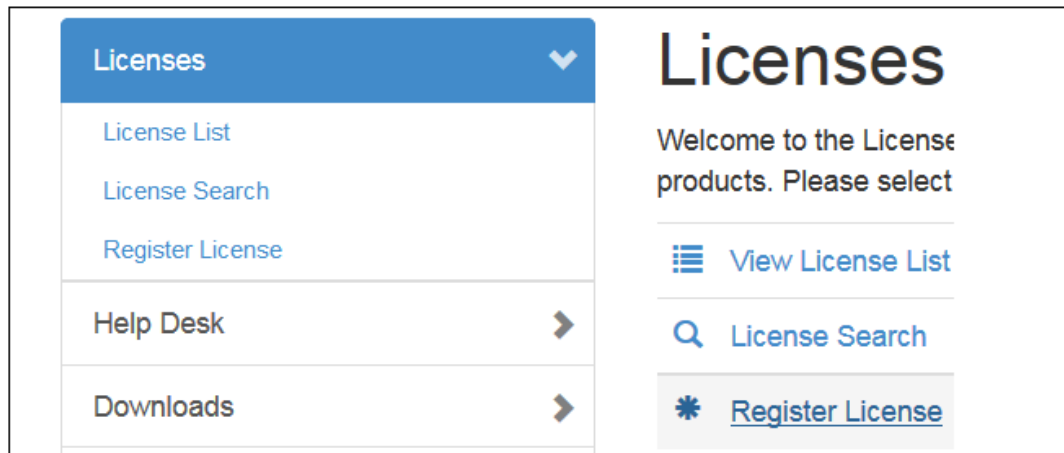 Licenses
License List
License Search
Register License
Help Desk
Downloads
Licenses
Welcome to the License
products. Please select
View License List
License Search
Register License